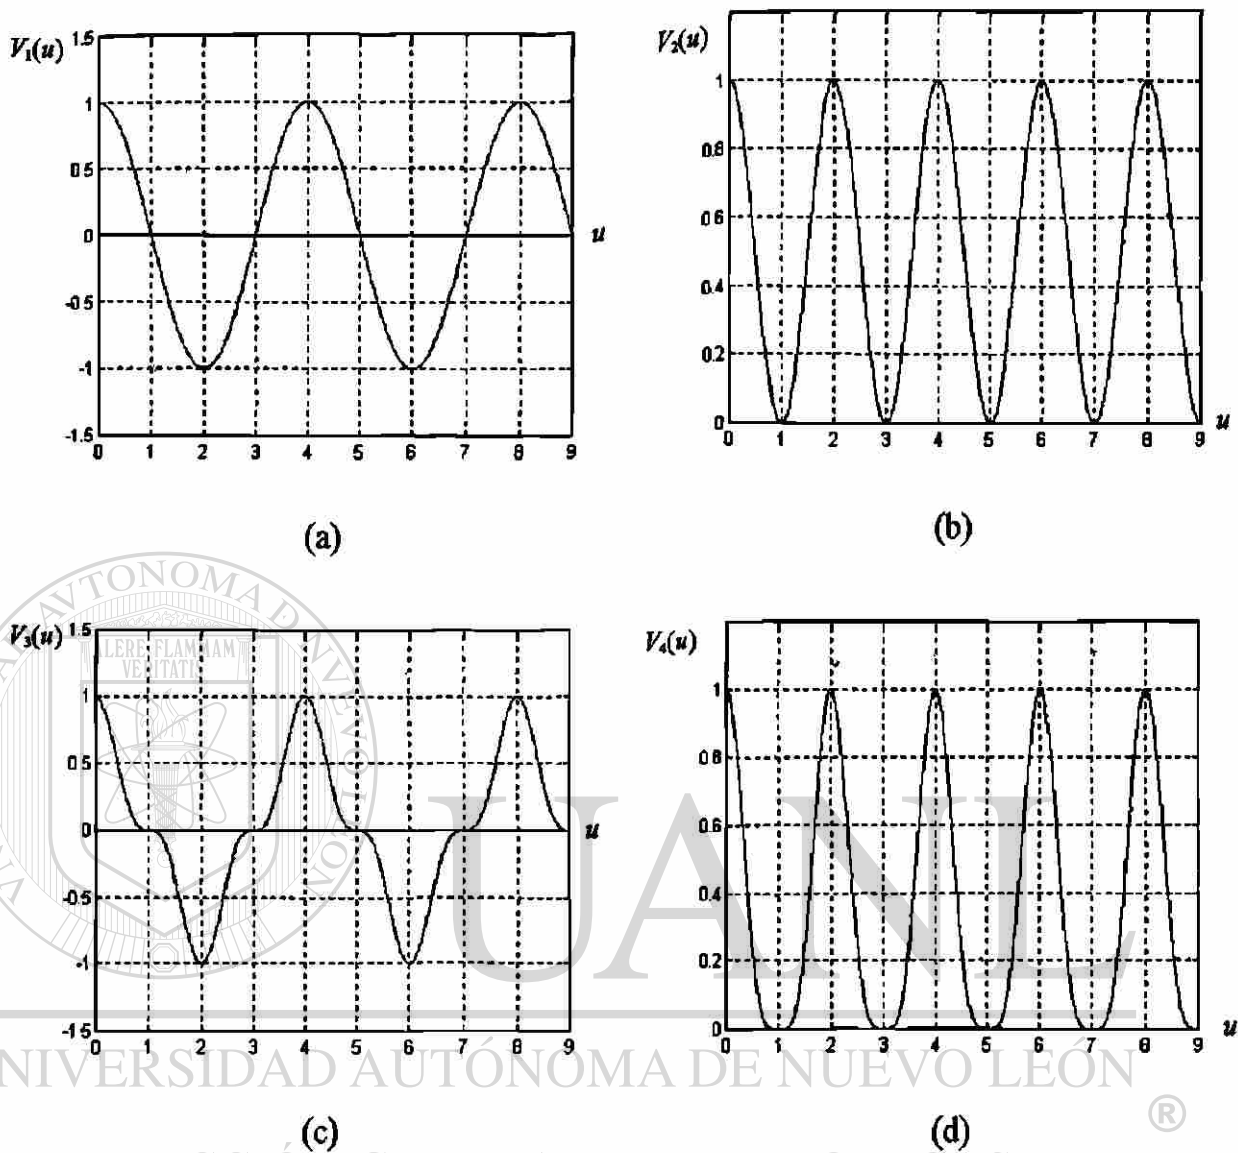 V₁(u)
1.5
1
0.5
0
-0.5
-1
-1.5
0 1 2 3 4 5 6 7 8 9
u
(a)
V₂(u)
1
0.8
0.6
0.4
0.2
0
0 1 2 3 4 5 6 7 8 9
u
(b)
V₃(u)
1.5
1
0.5
0
-0.5
-1
-1.5
0 1 2 3 4 5 6 7 8 9
u
(c)
V₄(u)
1
0.8
0.6
0.4
0.2
0
0 1 2 3 4 5 6 7 8 9
u
(d)
ALERE FLAMMAM
VERITATIS
UANL
UNIVERSIDAD AUTÓNOMA DE NUEVO LEÓN
®